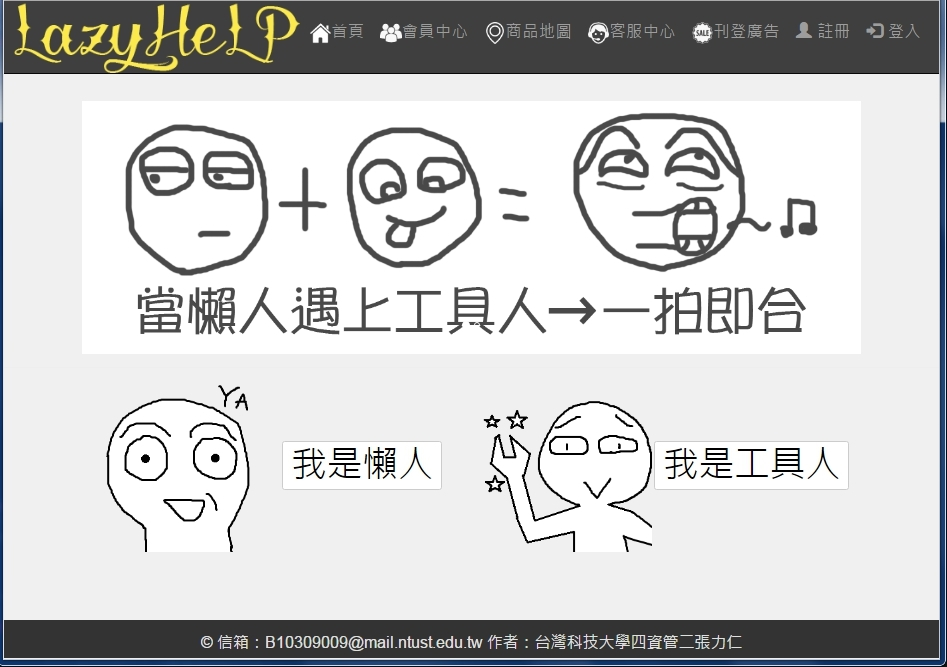 LazyHeLP 首頁 會員中心 商品地圖 客服中心 SALE 刊登廣告 註冊 登入
當懶人遇上工具人→一拍即合
YA
我是懶人 我是工具人
© 信箱：B10309009@mail.ntust.edu.tw 作者：台灣科技大學四資管二張力仁